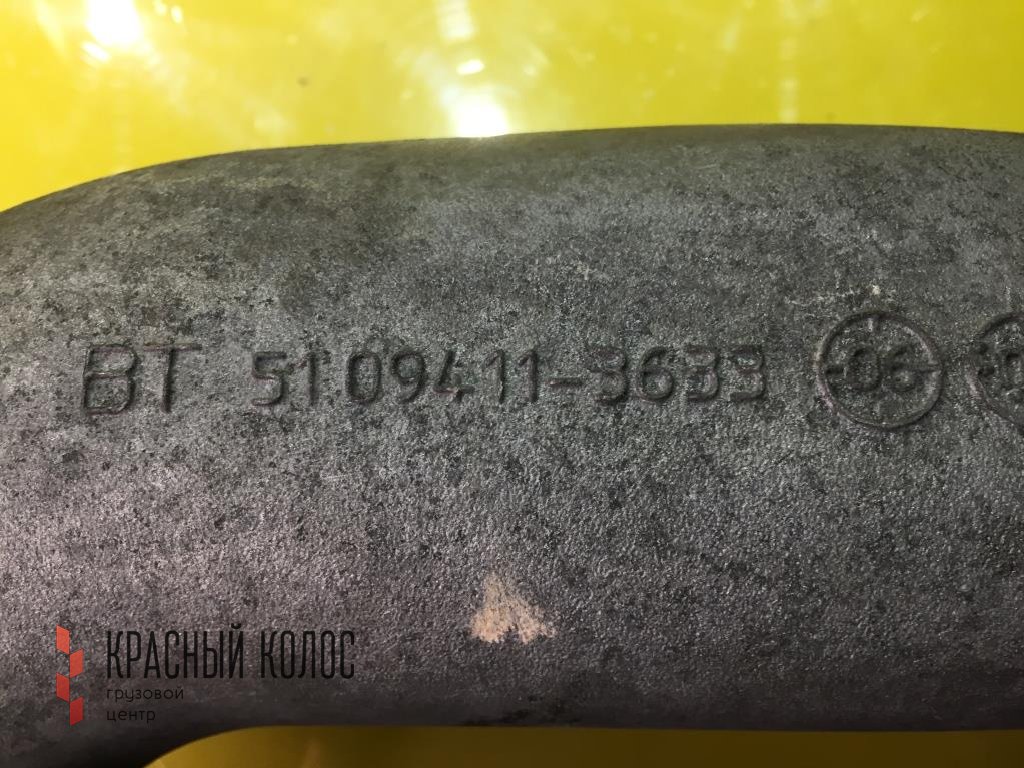 BT 51 09411-3633 06
КРАСНЫЙ КОЛОС
грузовой
центр